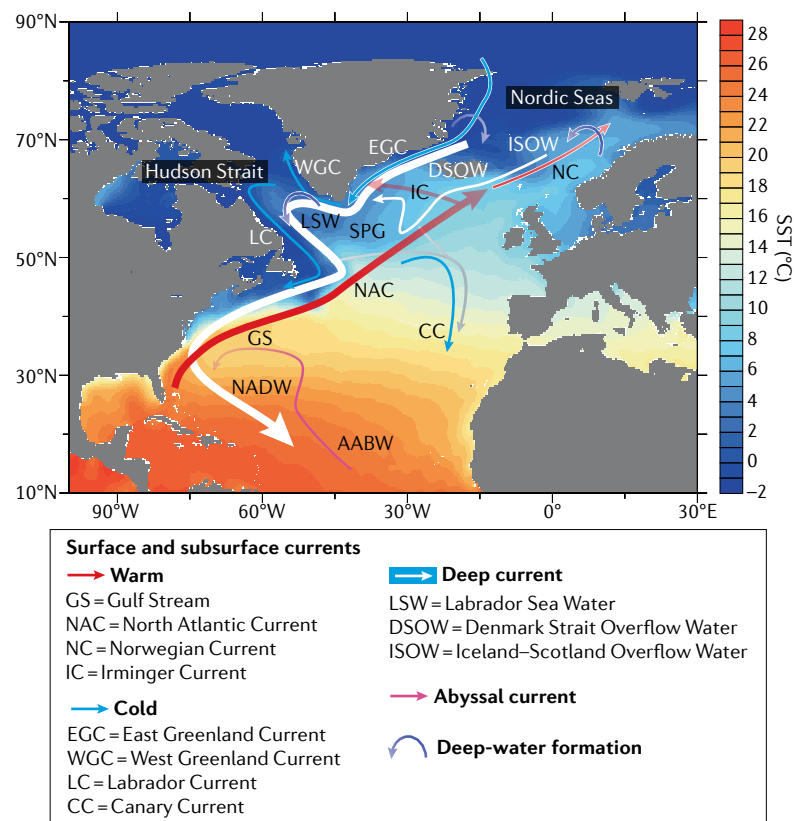 90°N
70°N
50°N
30°N
10°N
90°W
60°W
30°W
0°W
30°E
Nordic Seas
Hudson Strait
EGC
WGC
DSQW
ISOW
NC
IC
LSW
SPG
LC
NAC
CC
GS
NADW
AABW
28
26
24
22
20
18
16
14
12
10
8
6
4
2
0
−2
SST (°C)
Surface and subsurface currents
Warm
GS = Gulf Stream
NAC = North Atlantic Current
NC = Norwegian Current
IC = Irminger Current
Cold
EGC = East Greenland Current
WGC = West Greenland Current
LC = Labrador Current
CC = Canary Current
Deep current
LSW = Labrador Sea Water
DSOW = Denmark Strait Overflow Water
ISOW = Iceland–Scotland Overflow Water
Abyssal current
Deep-water formation